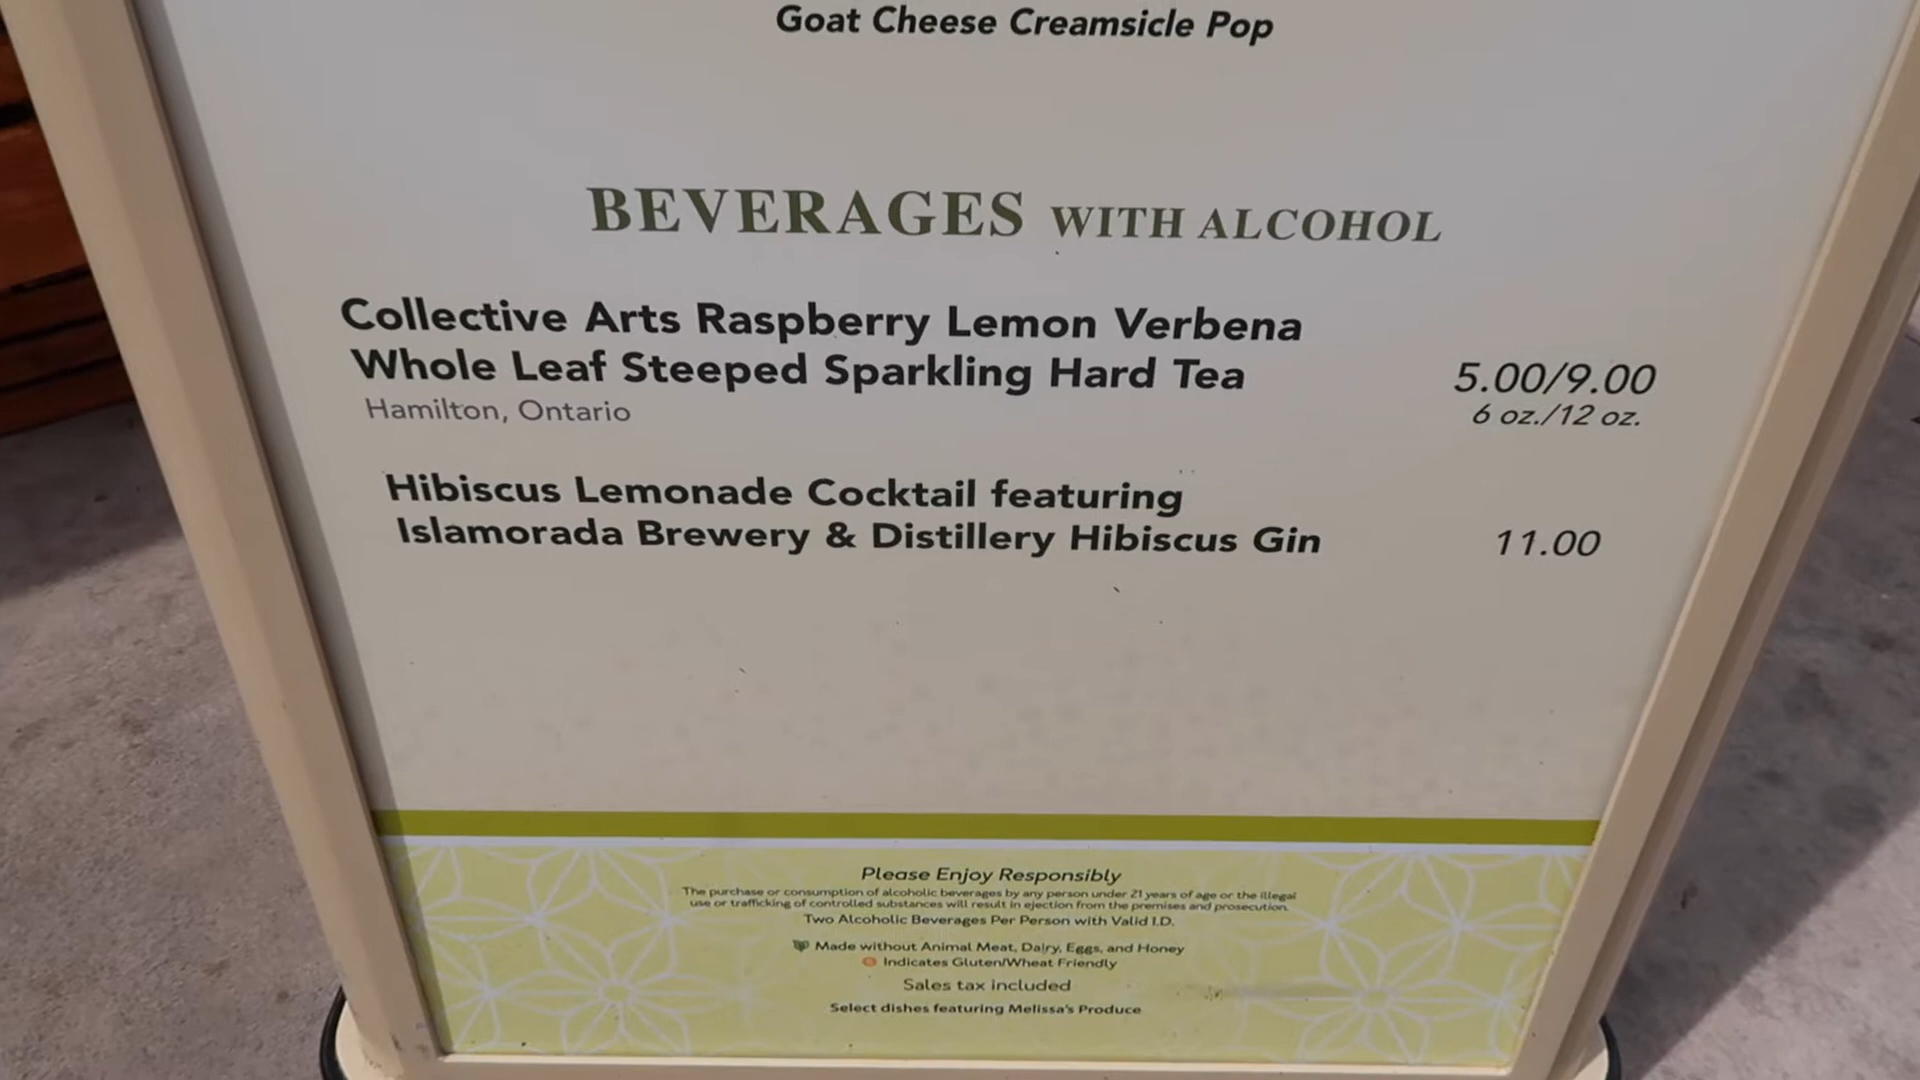 Goat Cheese Creamsicle Pop
BEVERAGES WITH ALCOHOL
Collective Arts Raspberry Lemon Verbena
Whole Leaf Steeped Sparkling Hard Tea 5.00/9.00
Hamilton, Ontario 6 oz./12 oz.
Hibiscus Lemonade Cocktail featuring
Islamorada Brewery & Distillery Hibiscus Gin 11.00
Please Enjoy Responsibly
The purchase or consumption of alcoholic beverages by any person under 21 years of age or the illegal
use or trafficking of controlled substances will result in ejection from the premises and prosecution.
Two Alcoholic Beverages Per Person with Valid I.D.
Made without Animal Meat, Dairy, Eggs, and Honey
Indicates Gluten/Wheat Friendly
Sales tax included
Select dishes featuring Melissa's Produce